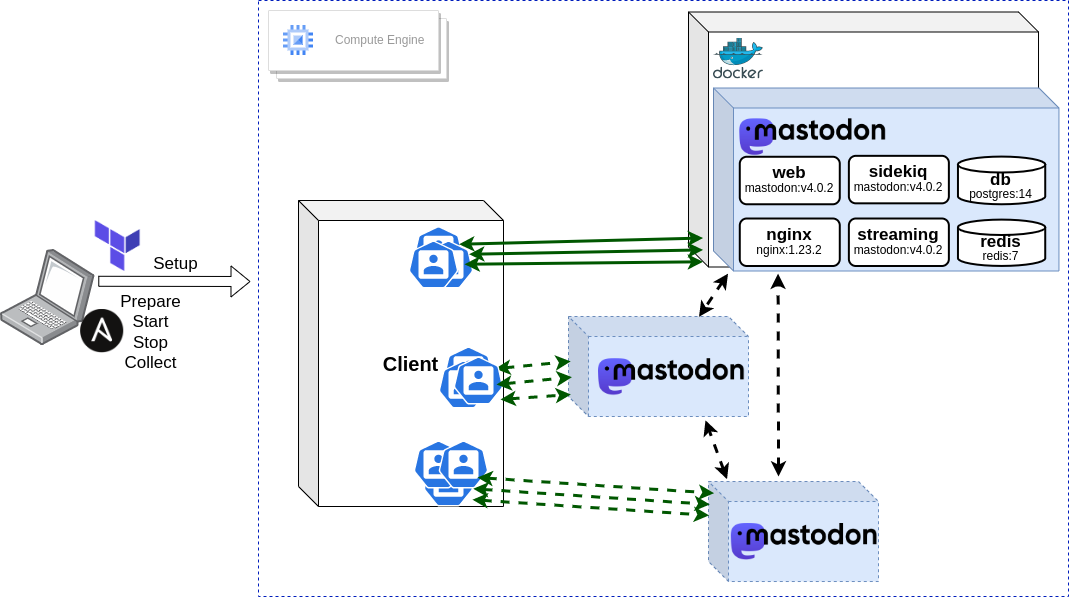 Compute Engine
docker
mastodon
web
mastodon:v4.0.2
sidekiq
mastodon:v4.0.2
db
postgres:14
nginx
nginx:1.23.2
streaming
mastodon:v4.0.2
redis
redis:7
Setup
Prepare
Start
Stop
Collect
Client
mastodon
mastodon